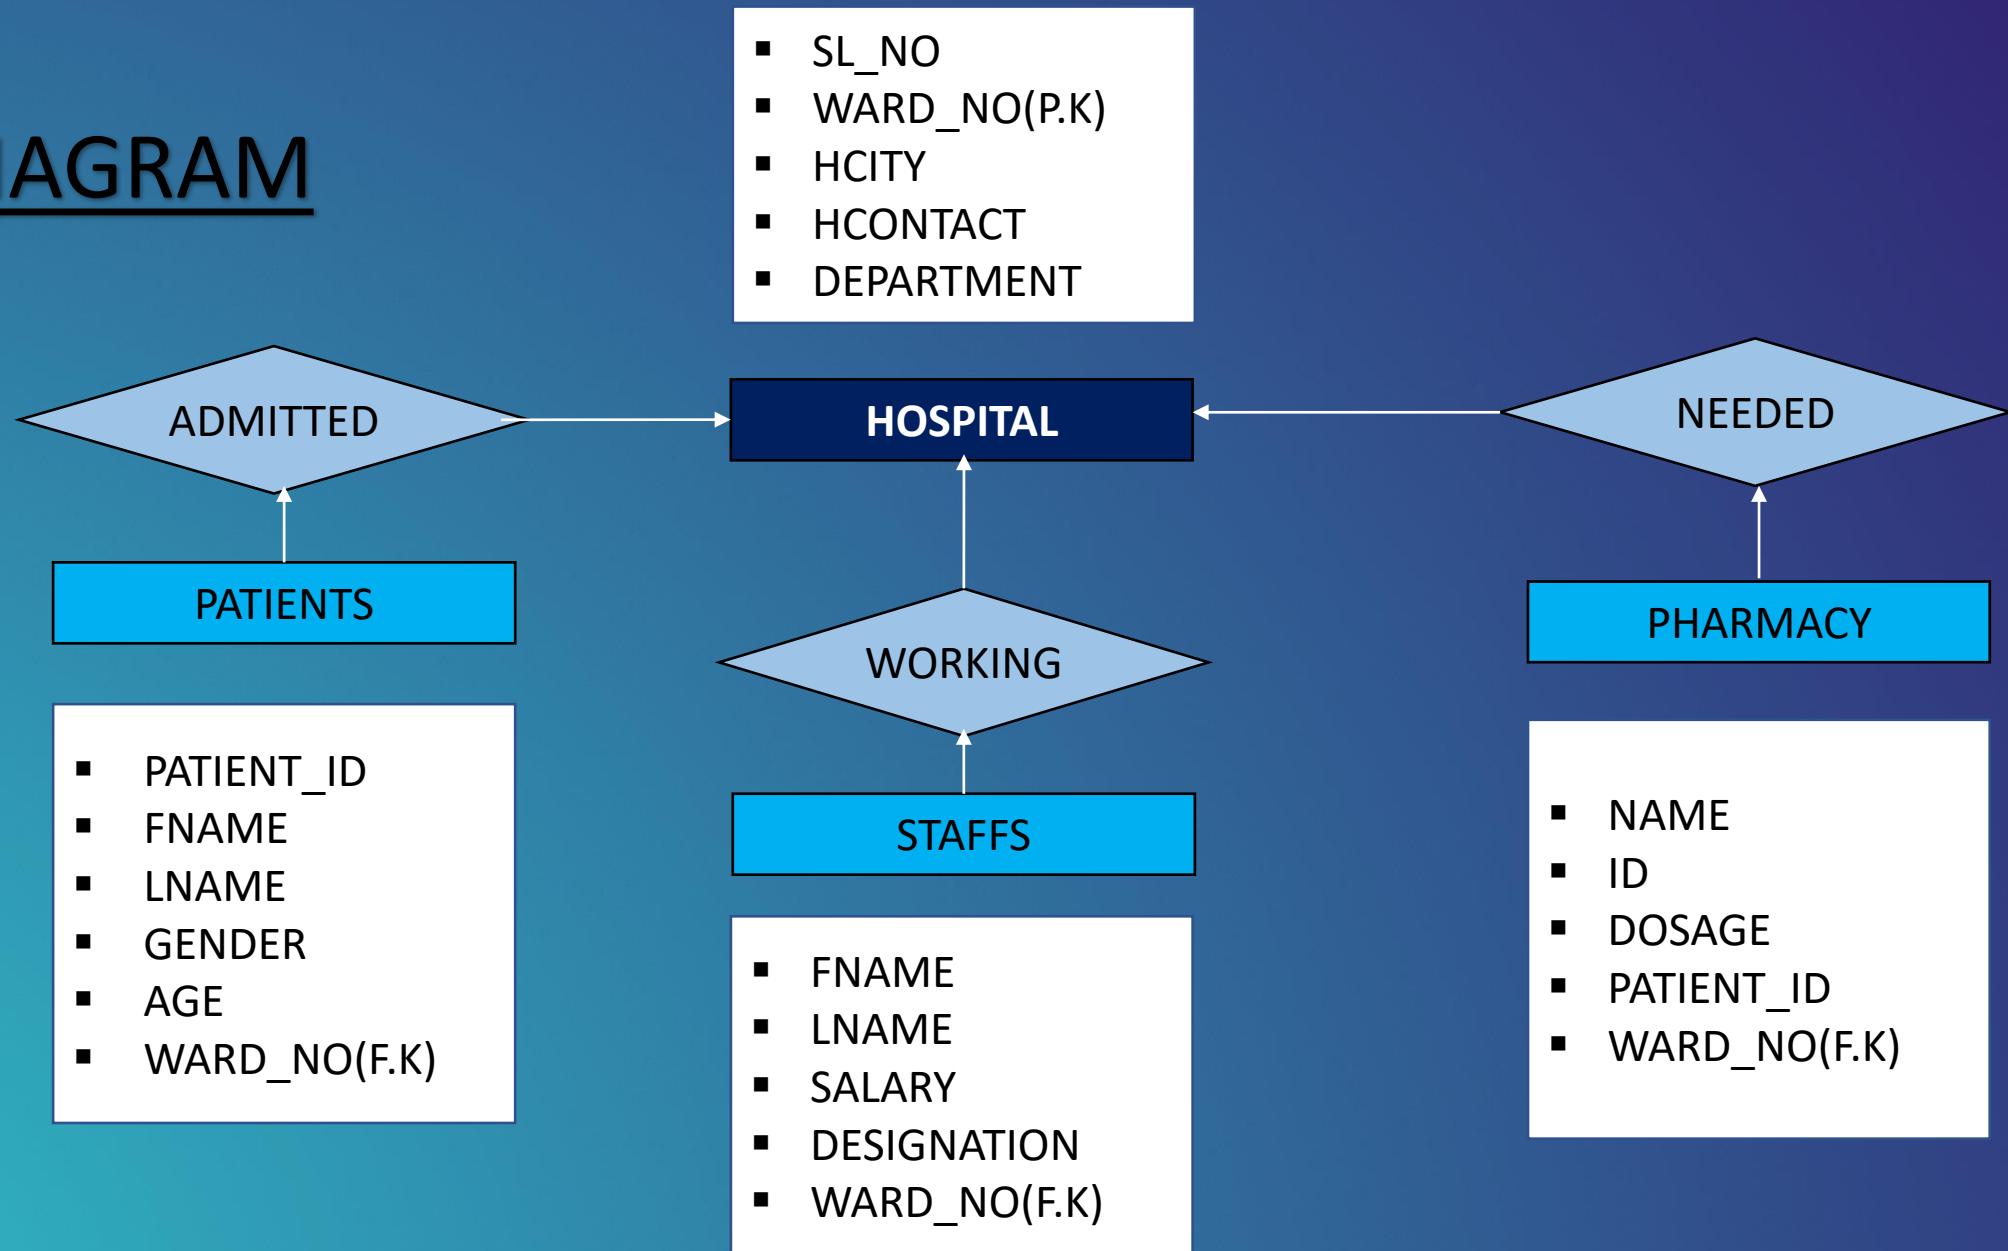 SL_NO
WARD_NO(P.K)
HCITY
HCONTACT
DEPARTMENT
ADMITTED
HOSPITAL
NEEDED
PATIENTS
WORKING
PHARMACY
STAFFS
PATIENT_ID
FNAME
LNAME
GENDER
AGE
WARD_NO(F.K)
FNAME
LNAME
SALARY
DESIGNATION
WARD_NO(F.K)
NAME
ID
DOSAGE
PATIENT_ID
WARD_NO(F.K)